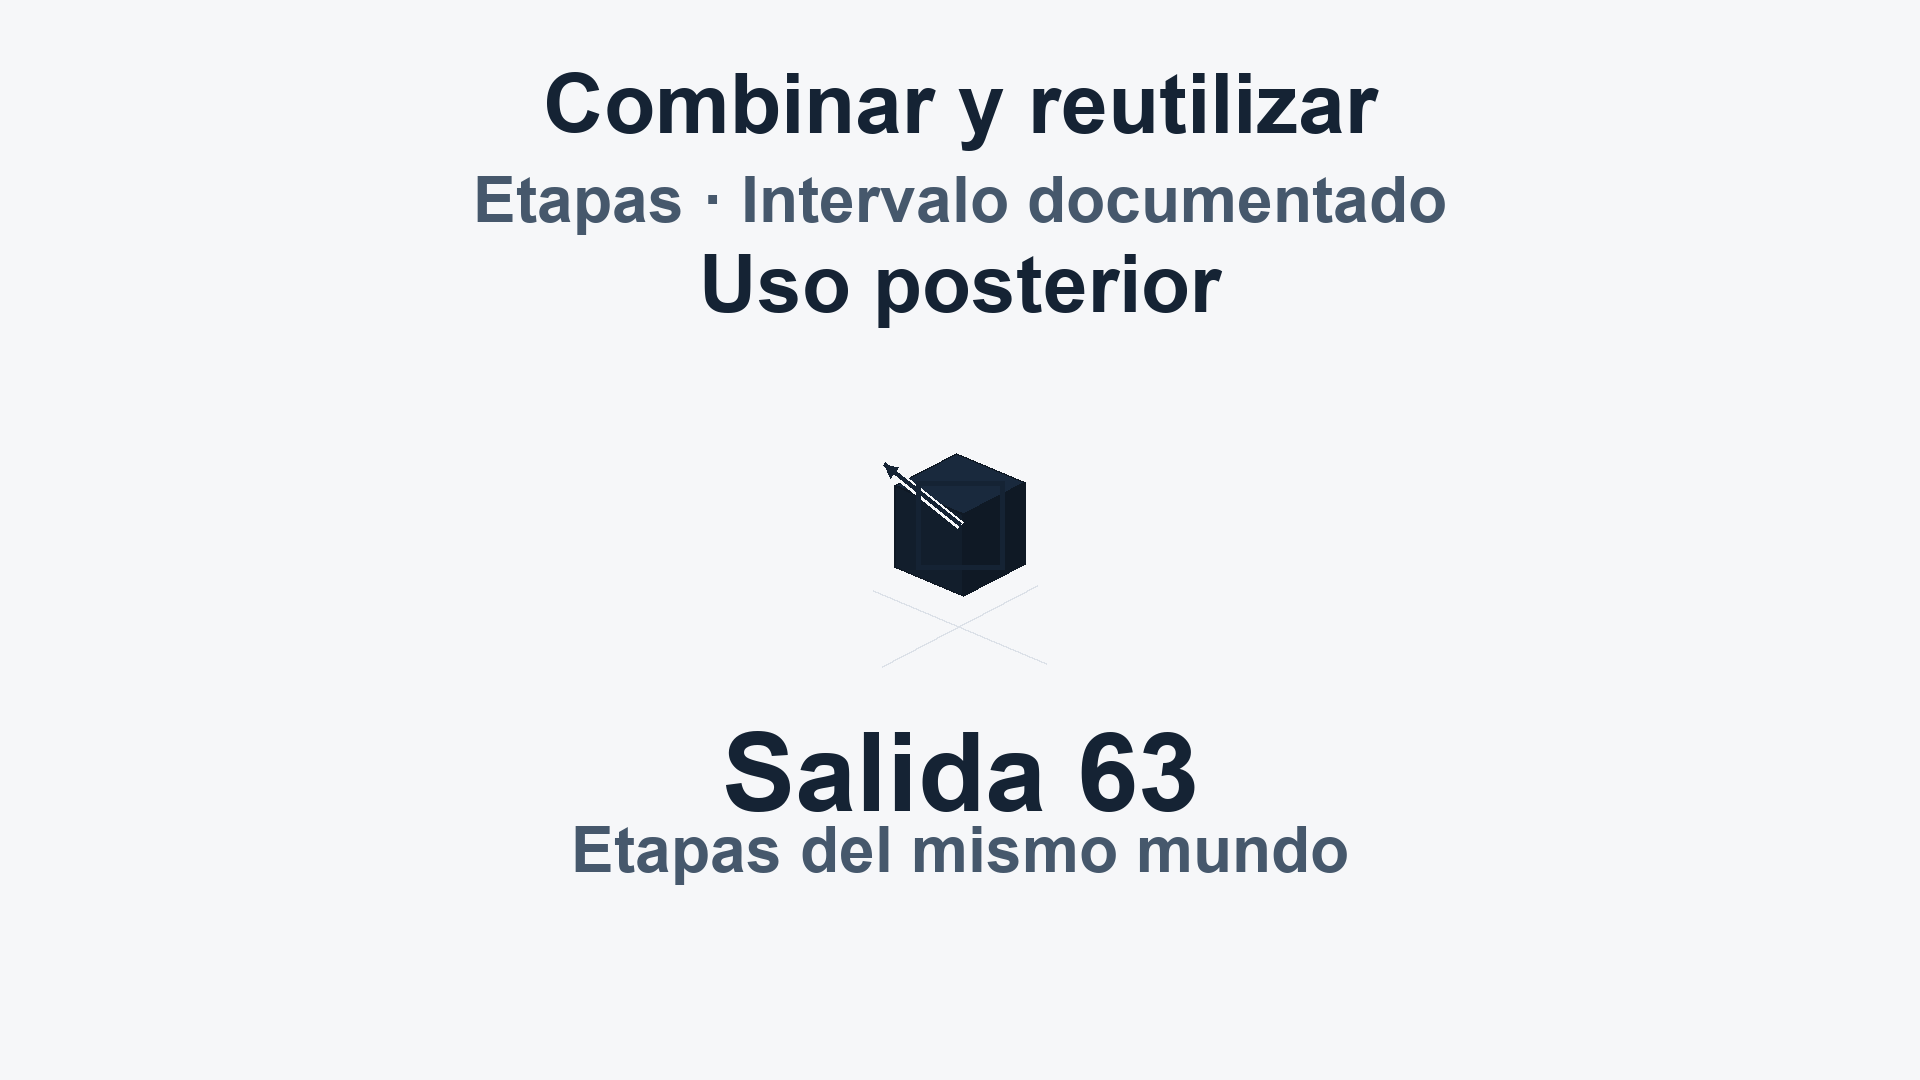 Combinar y reutilizar
Etapas · Intervalo documentado
Uso posterior
Salida 63
Etapas del mismo mundo